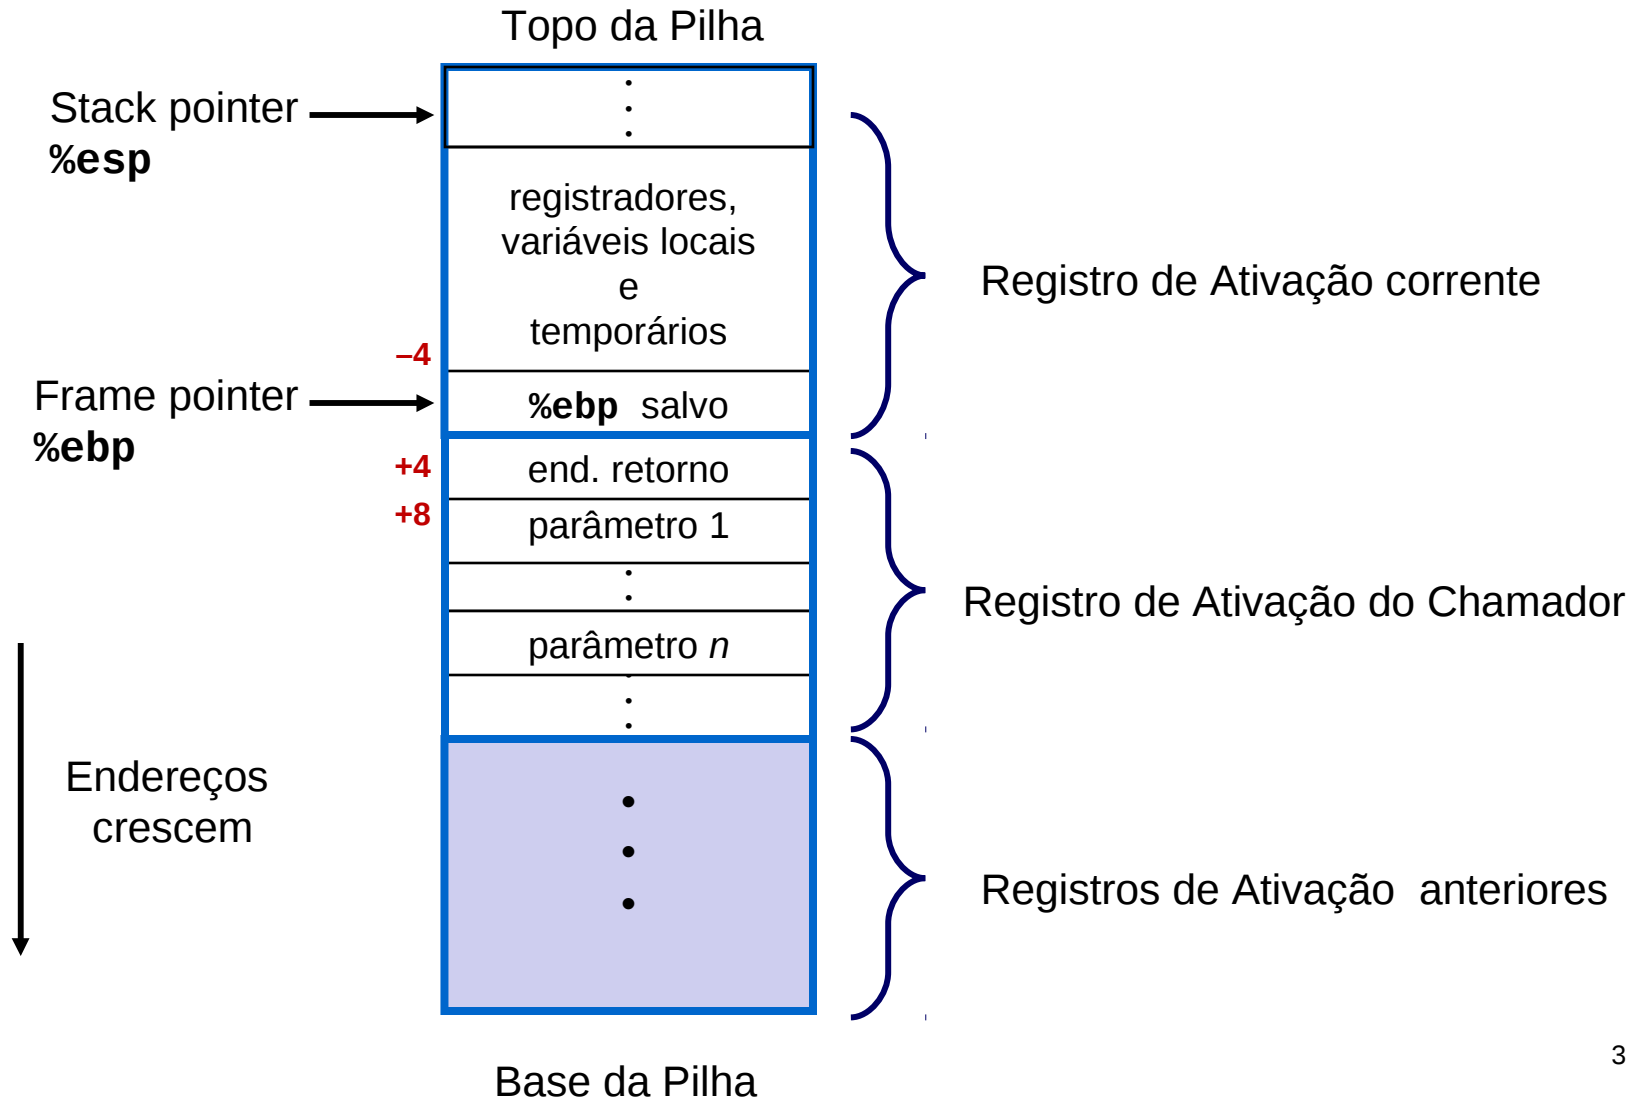 Topo da Pilha
Stack pointer
%esp
registradores,
variáveis locais
e
temporários
Registro de Ativação corrente
–4
Frame pointer
%ebp
%ebp salvo
+4
end. retorno
+8
parâmetro 1
Registro de Ativação do Chamador
parâmetro n
Endereços
crescem
Registros de Ativação anteriores
3
Base da Pilha